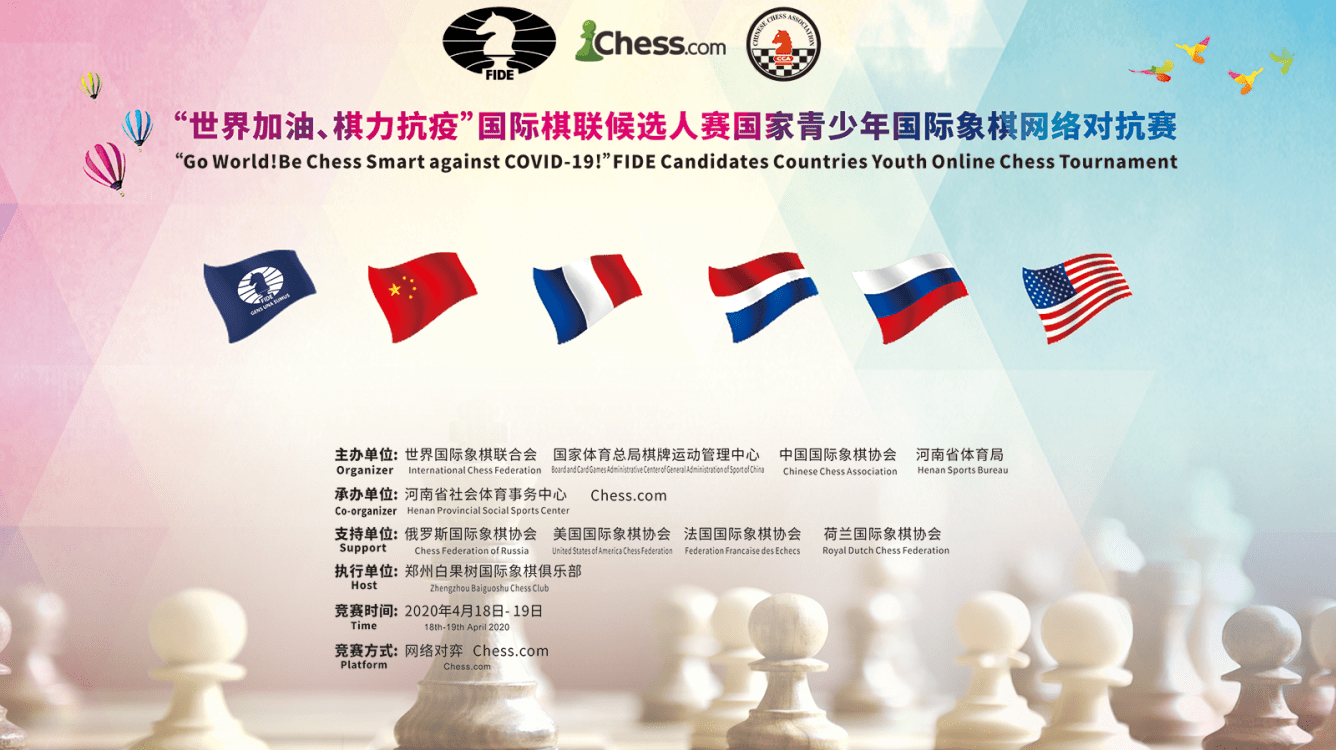 FIDE
Chess.com
CHINESE CHESS ASSOCIATION
CCA
“世界加油、棋力抗疫”国际棋联候选人赛国家青少年国际象棋网络对抗赛
“Go World!Be Chess Smart against COVID-19!”FIDE Candidates Countries Youth Online Chess Tournament
FIDE
GENS UNA SUMUS
主办单位: 世界国际象棋联合会 国家体育总局棋牌运动管理中心 中国国际象棋协会 河南省体育局
Organizer International Chess Federation Board and Card Games Administrative Center of General Administration of Sport of China Chinese Chess Association Henan Sports Bureau
承办单位: 河南省社会体育事务中心 Chess.com
Co-organizer Henan Provincial Social Sports Center
支持单位: 俄罗斯国际象棋协会 美国国际象棋协会 法国国际象棋协会 荷兰国际象棋协会
Support Chess Federation of Russia United States of America Chess Federation Federation Francaise des Echecs Royal Dutch Chess Federation
执行单位: 郑州白果树国际象棋俱乐部
Host Zhengzhou Baiguoshu Chess Club
竞赛时间: 2020年4月18日- 19日
Time 18th-19th April 2020
竞赛方式: 网络对弈 Chess.com
Platform Chess.com